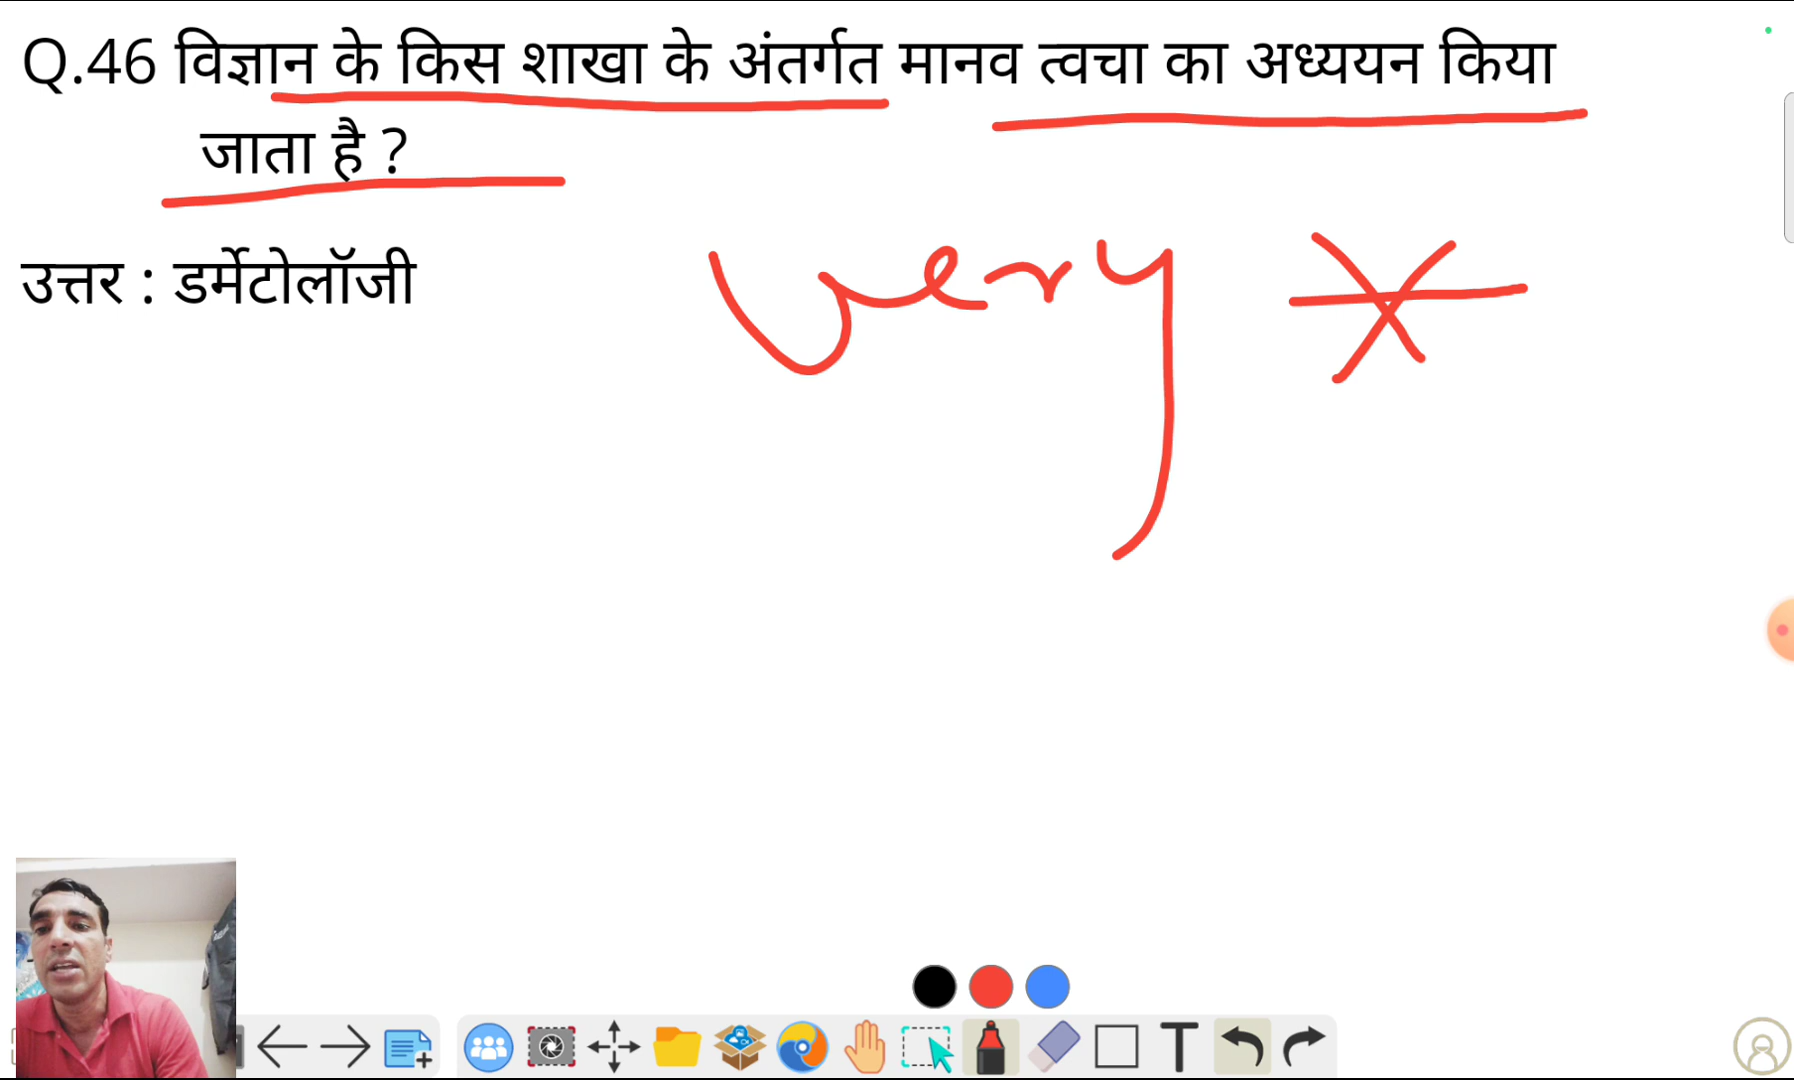 Q.46 विज्ञान के किस शाखा के अंतर्गत मानव त्वचा का अध्ययन किया
जाता है ?
उत्तर : डर्मेटोलॉजी
very